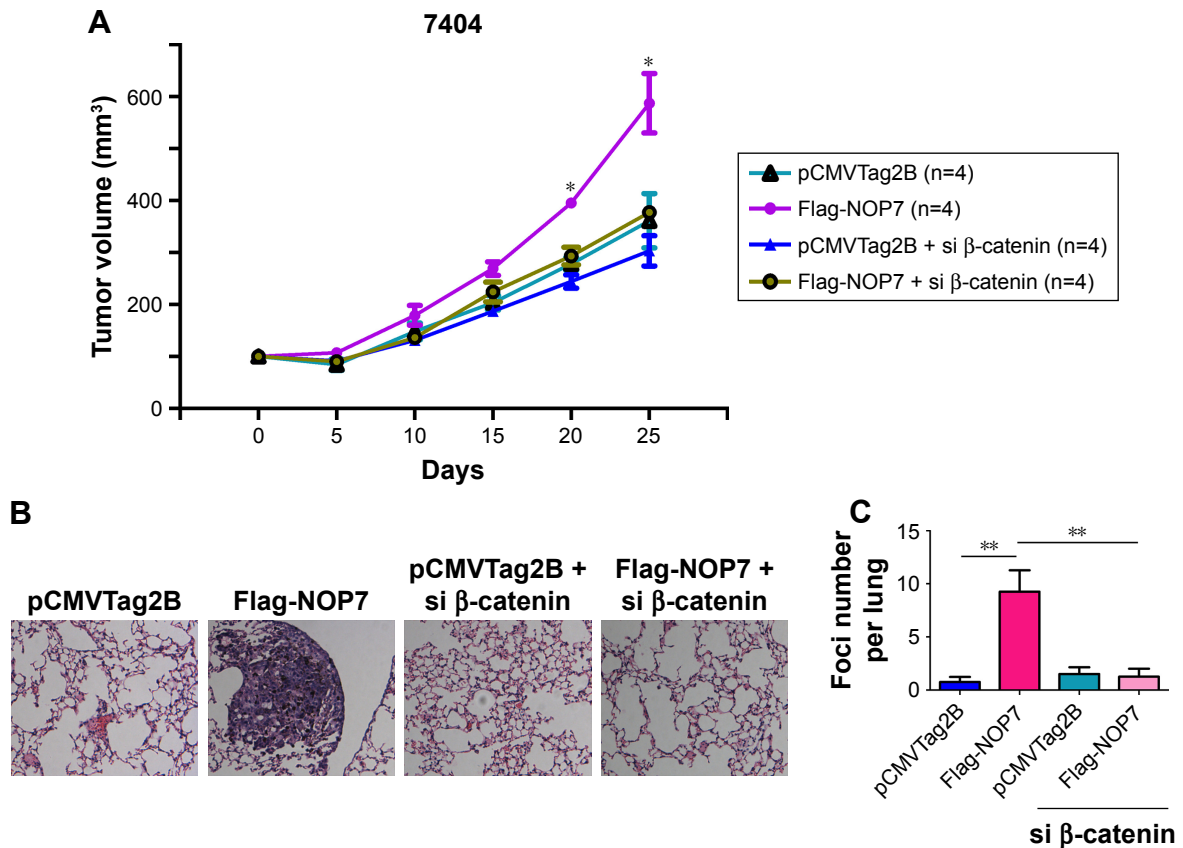 A
7404
Tumor volume (mm³)
600
400
200
0
*
*
0 5 10 15 20 25
Days
pCMVTag2B (n=4)
Flag-NOP7 (n=4)
pCMVTag2B + si β-catenin (n=4)
Flag-NOP7 + si β-catenin (n=4)
B
pCMVTag2B
Flag-NOP7
pCMVTag2B +
si β-catenin
Flag-NOP7 +
si β-catenin
C
Foci number
per lung
15
10
5
0
**
**
pCMVTag2B
Flag-NOP7
pCMVTag2B
Flag-NOP7
si β-catenin